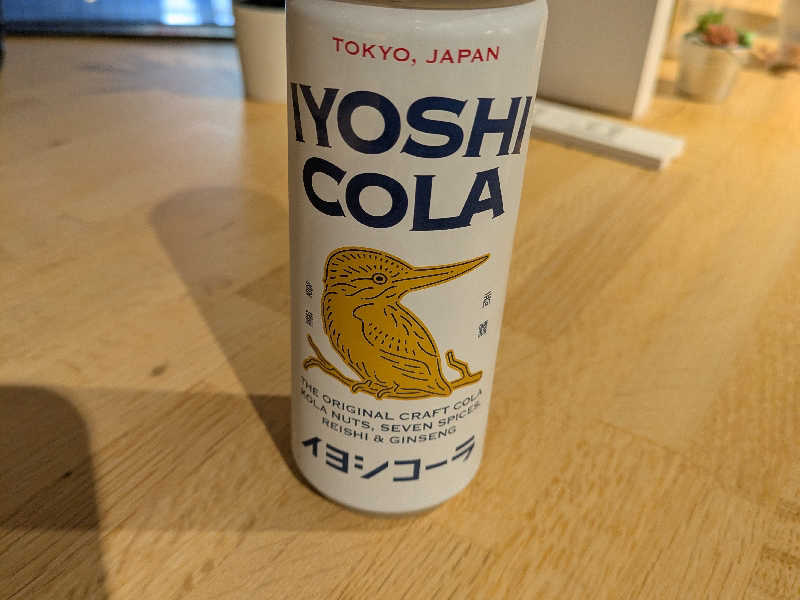 TOKYO, JAPAN
IYOSHI
COLA
THE ORIGINAL CRAFT COLA
KOLA NUTS, SEVEN SPICES,
REISHI & GINSENG
イヨシコーラ